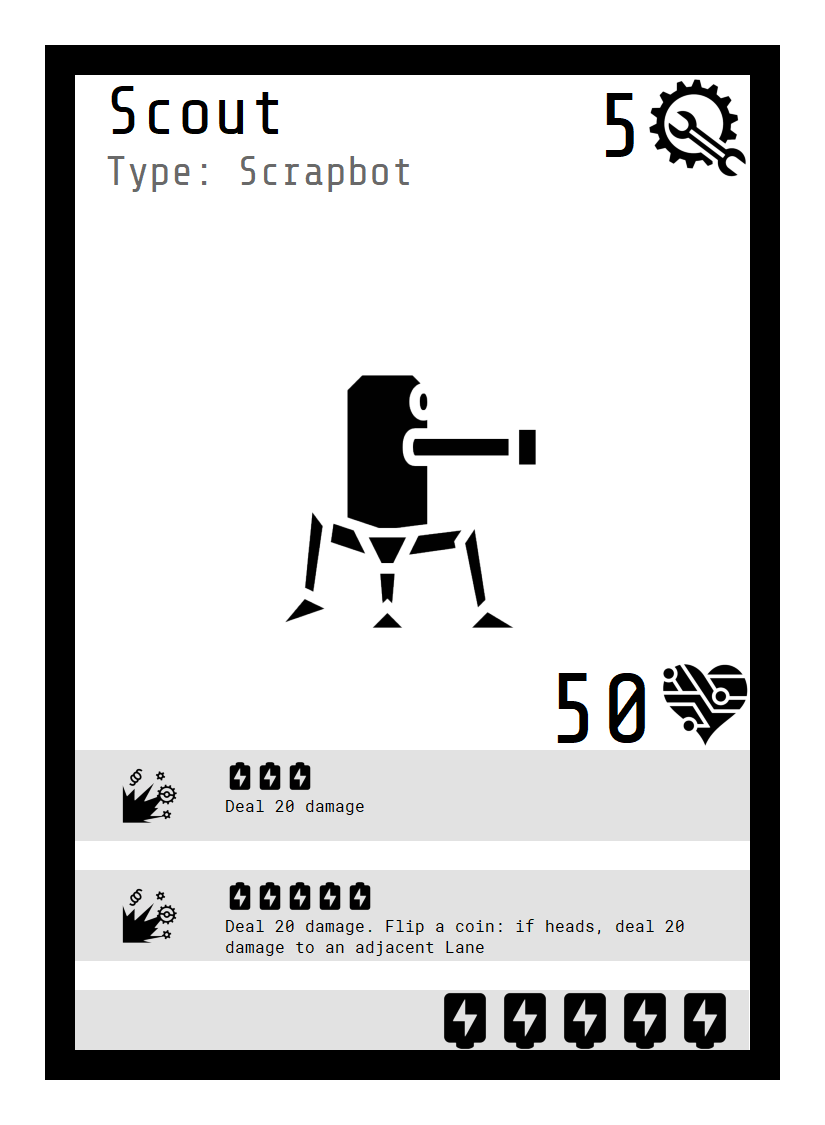 Scout
5
Type: Scrapbot
50
Deal 20 damage
Deal 20 damage. Flip a coin: if heads, deal 20
damage to an adjacent Lane